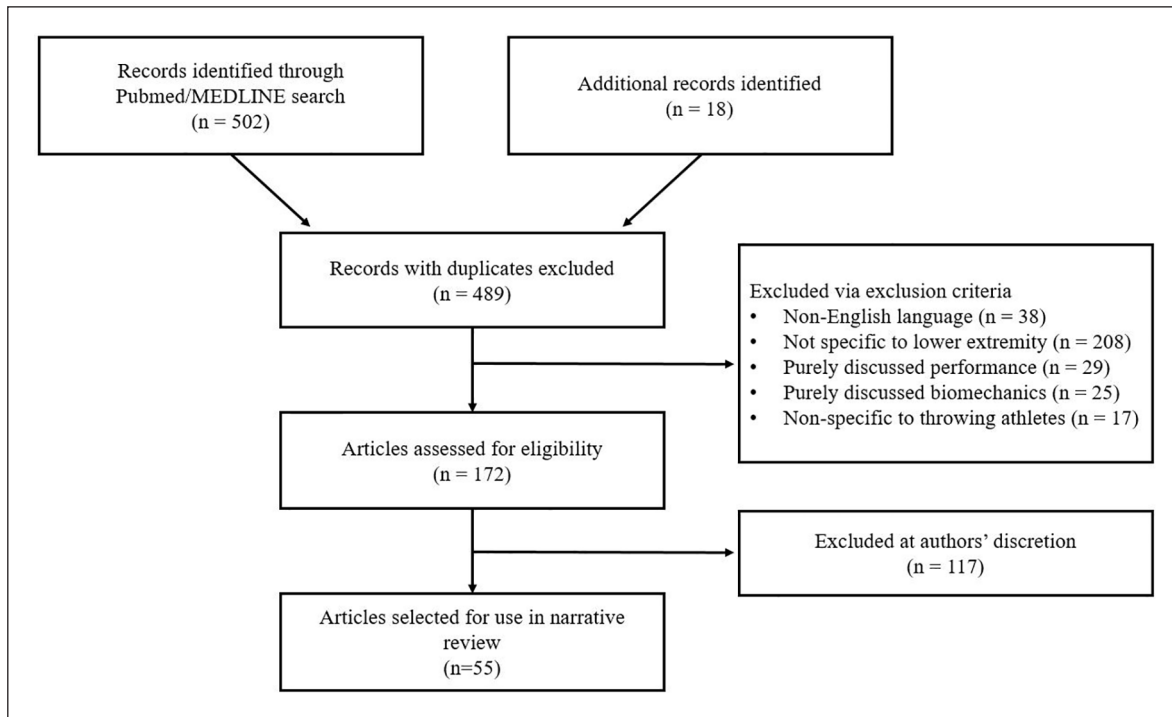 Records identified through
Pubmed/MEDLINE search
(n = 502)
Additional records identified
(n = 18)
Records with duplicates excluded
(n = 489)
Excluded via exclusion criteria
• Non-English language (n = 38)
• Not specific to lower extremity (n = 208)
• Purely discussed performance (n = 29)
• Purely discussed biomechanics (n = 25)
• Non-specific to throwing athletes (n = 17)
Articles assessed for eligibility
(n = 172)
Excluded at authors’ discretion
(n = 117)
Articles selected for use in narrative
review
(n=55)